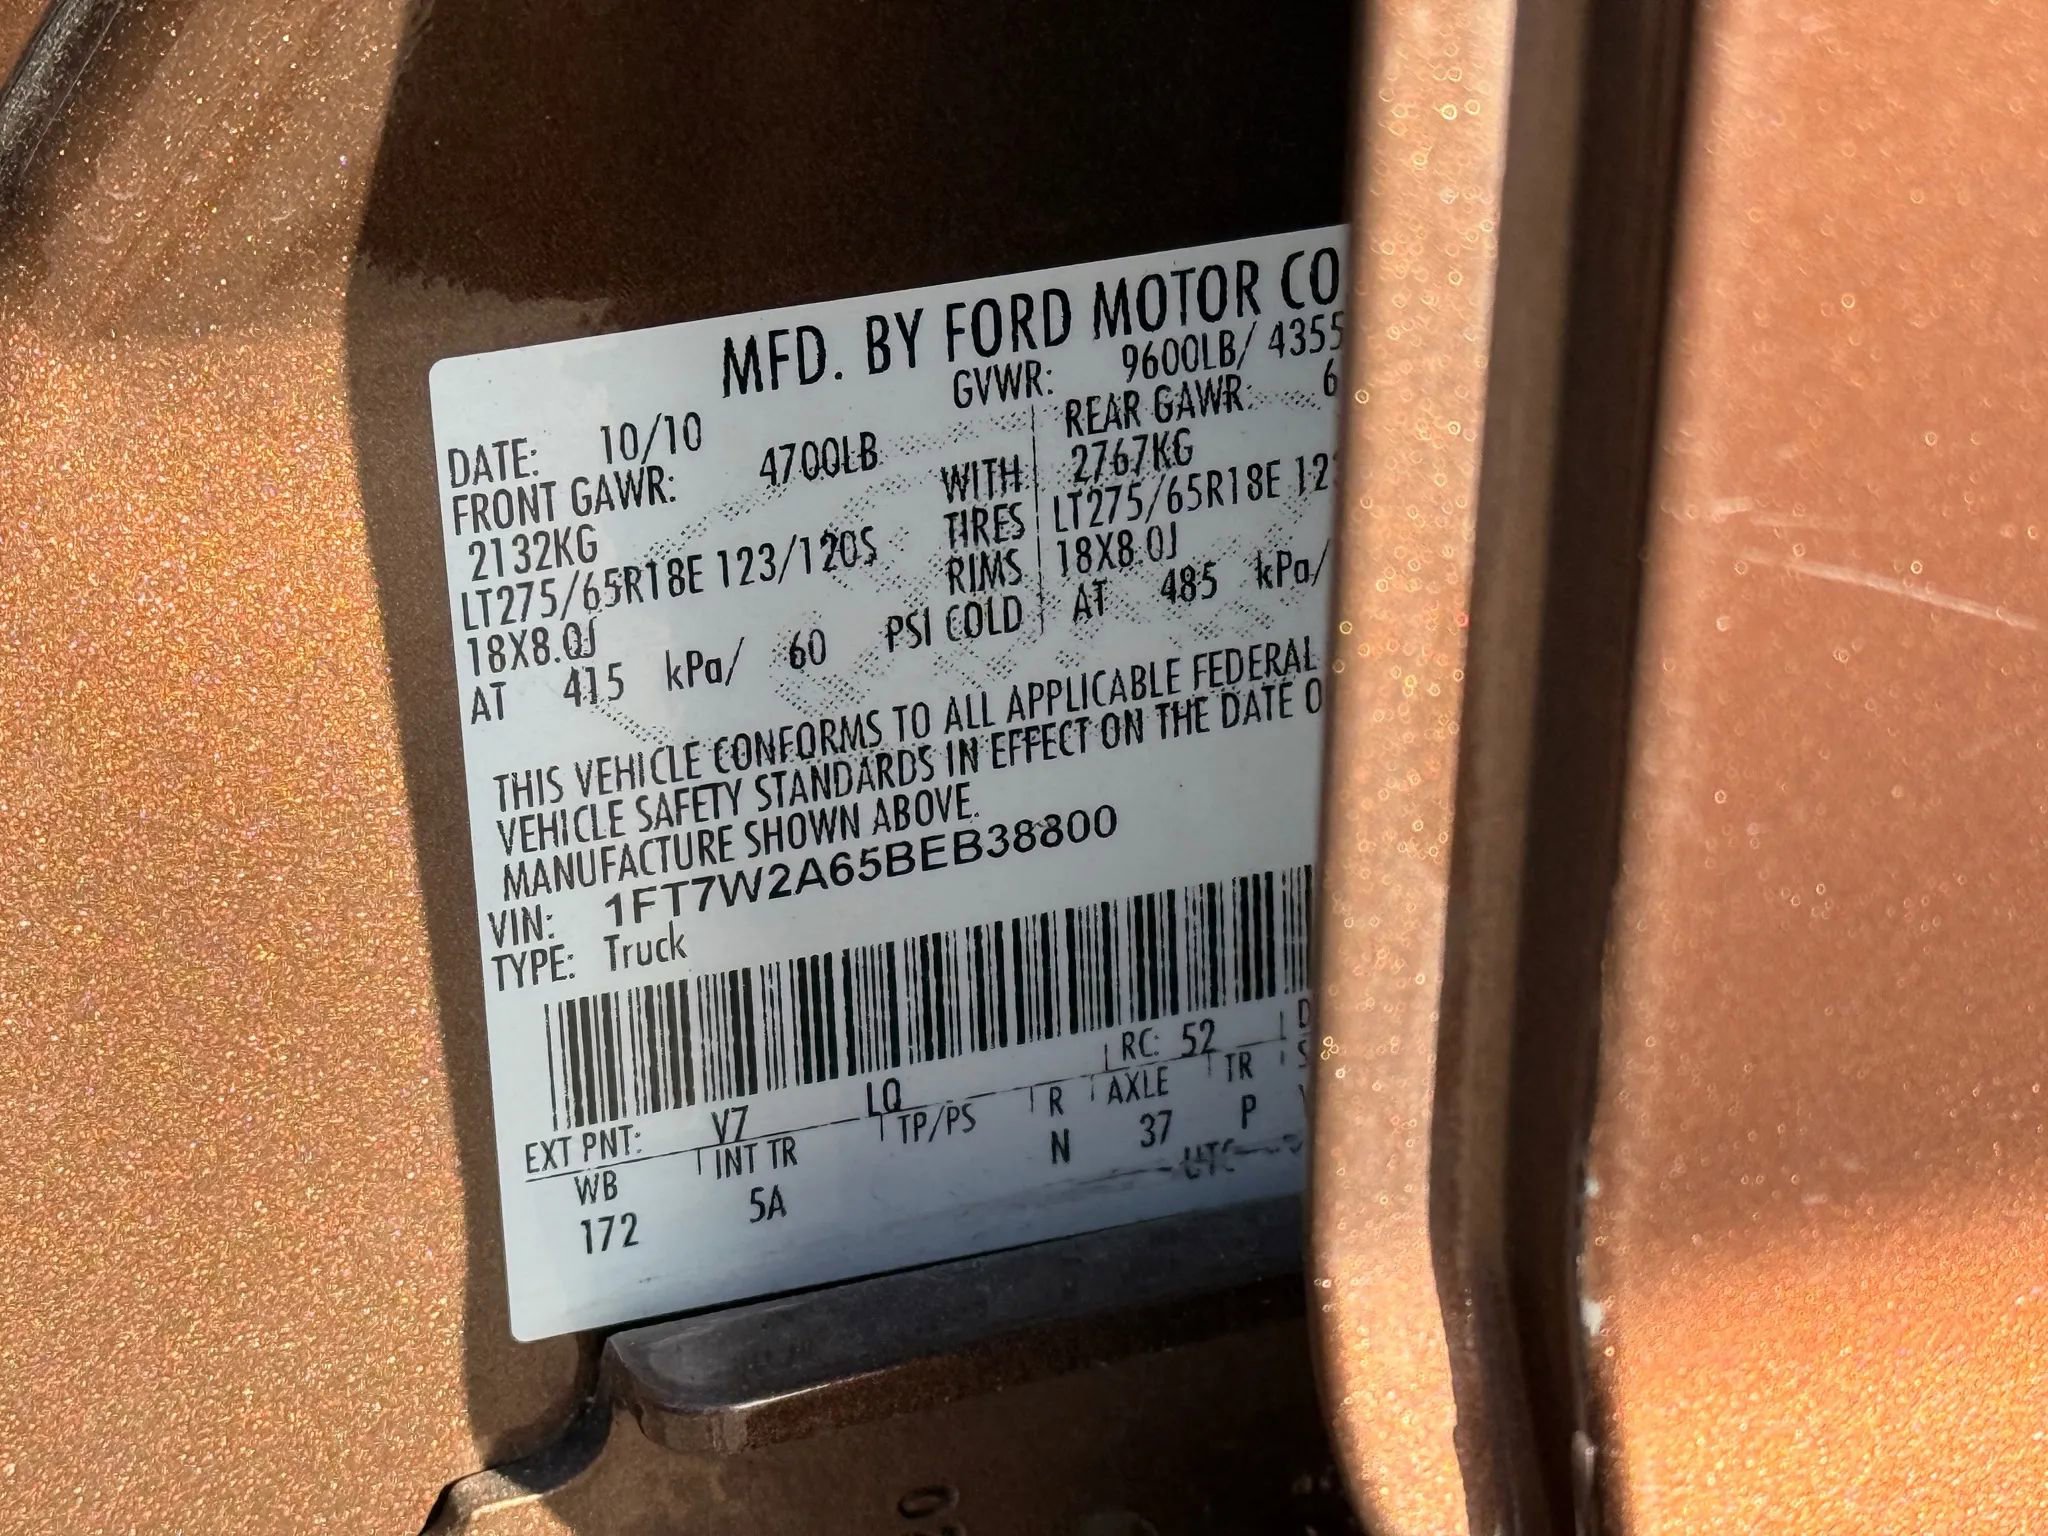 MFD. BY FORD MOTOR CO
DATE: 10/10 GVWR: 9600LB/ 4355
FRONT GAWR: 4700LB REAR GAWR: 6
2132KG WITH 2767KG
LT275/65R18E 123/120S TIRES LT275/65R18E 12
18X8.0J RIMS 18X8.0J
AT 415 kPa/ 60 PSI COLD AT 485 kPa/
THIS VEHICLE CONFORMS TO ALL APPLICABLE FEDERAL
VEHICLE SAFETY STANDARDS IN EFFECT ON THE DATE O
MANUFACTURE SHOWN ABOVE.
VIN: 1FT7W2A65BEB38800
TYPE: Truck
EXT PNT: V7 LQ RC: 52
WB INT TR TP/PS R AXLE TR
172 5A N 37 P